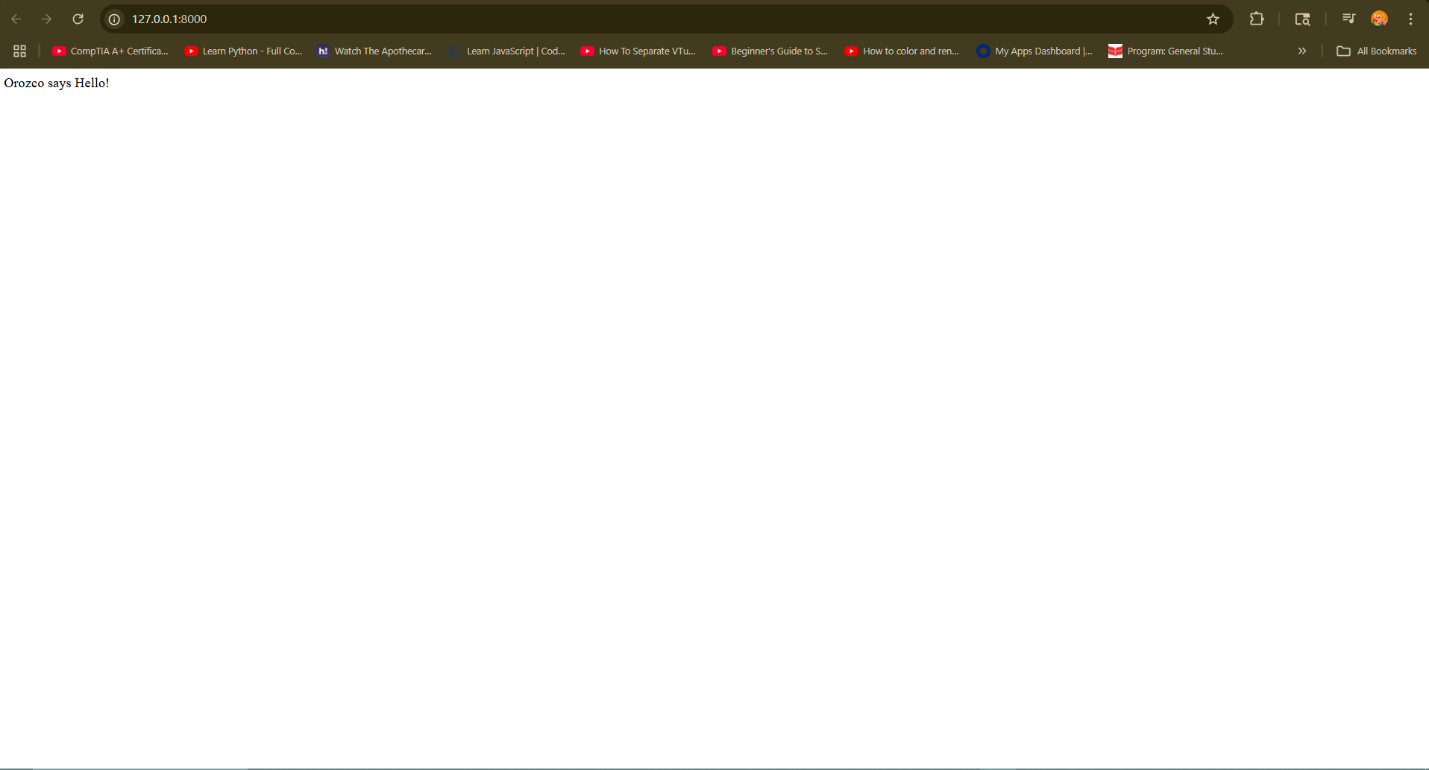 127.0.0.1:8000
CompTIA A+ Certifica... Learn Python - Full Co... h! Watch The Apothecar... Learn JavaScript | Cod... How To Separate VTu... Beginner's Guide to S... How to color and ren... My Apps Dashboard |... Program: General Stu... » All Bookmarks
Orozco says Hello!